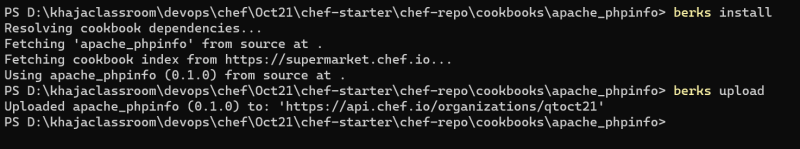 PS D:\khajaclassroom\devops\chef\Oct21\chef-starter\chef-repo\cookbooks\apache_phpinfo> berks install
Resolving cookbook dependencies...
Fetching 'apache_phpinfo' from source at .
Fetching cookbook index from https://supermarket.chef.io...
Using apache_phpinfo (0.1.0) from source at .
PS D:\khajaclassroom\devops\chef\Oct21\chef-starter\chef-repo\cookbooks\apache_phpinfo> berks upload
Uploaded apache_phpinfo (0.1.0) to: 'https://api.chef.io/organizations/qtoct21'
PS D:\khajaclassroom\devops\chef\Oct21\chef-starter\chef-repo\cookbooks\apache_phpinfo>